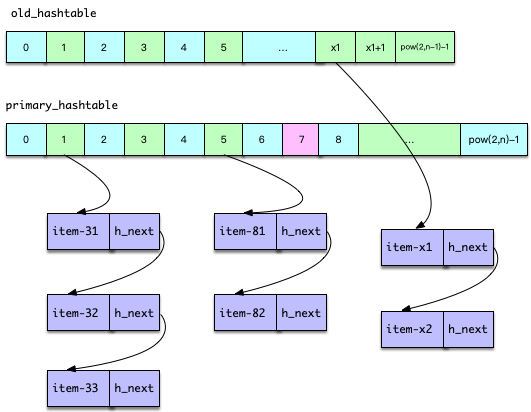 old_hashtable
0 1 2 3 4 5 ... x1 x1+1 pow(2,n-1)-1
primary_hashtable
0 1 2 3 4 5 6 7 8 ... pow(2,n)-1
item-31 h_next item-81 h_next item-x1 h_next
item-32 h_next item-82 h_next item-x2 h_next
item-33 h_next